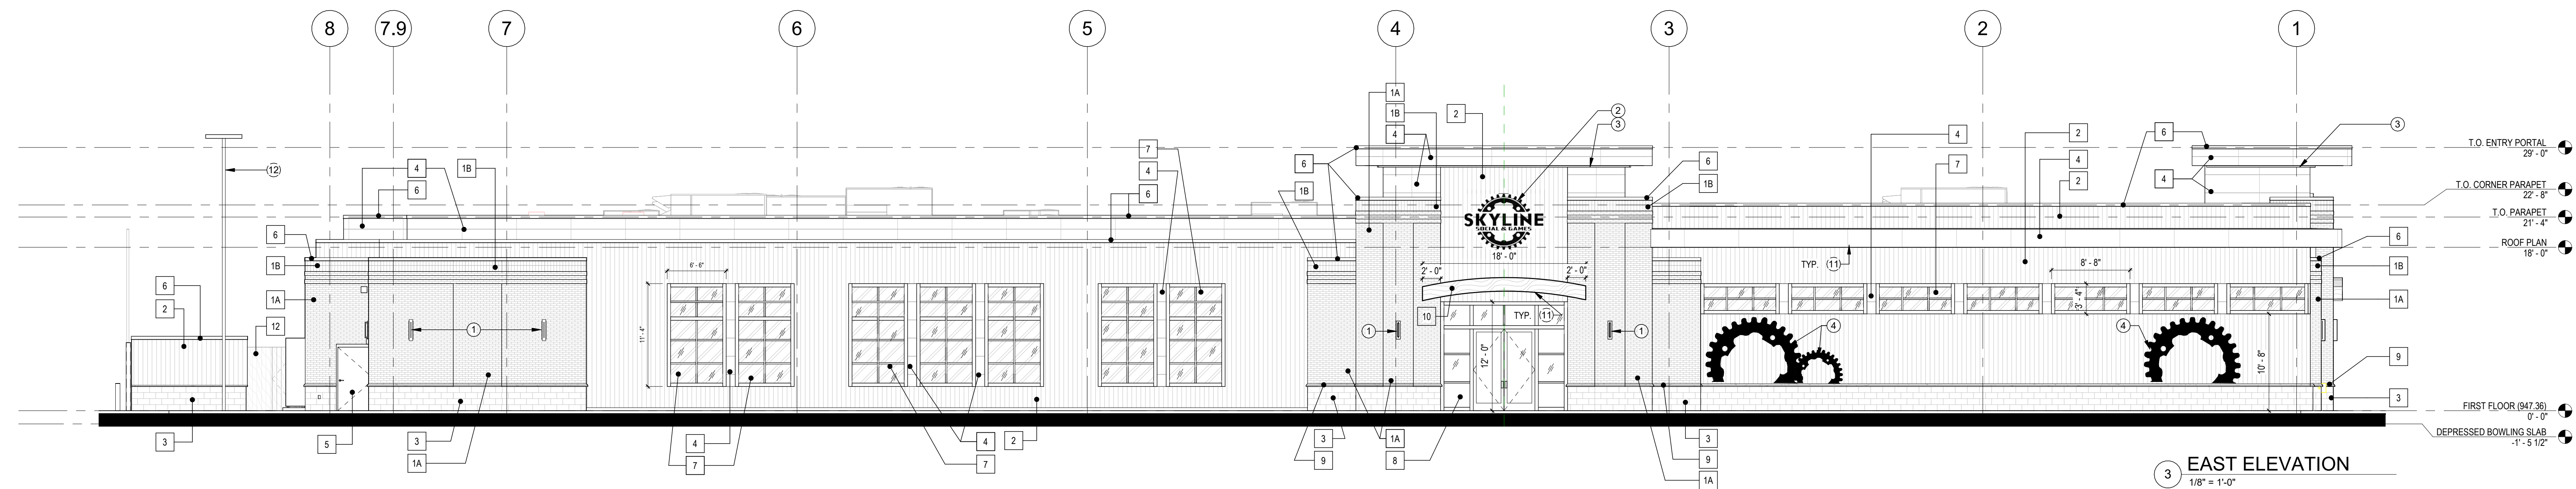 8
7.9
7
6
5
4
3
2
1
1A
1B
4
2
2
3
7
4
6
1B
6
1B
4
7
2
4
2
6
3
4
T.O. ENTRY PORTAL
29' - 0"
T.O. CORNER PARAPET
22' - 8"
T.O. PARAPET
21' - 4"
ROOF PLAN
18' - 0"
12
4
6
1B
6
SKYLINE
SOCIAL & GAMES
18' - 0"
2' - 0"
2' - 0"
TYP. 11
8' - 8"
3' - 4"
6
1B
1A
6
1B
1A
6
2
12
1
6' - 6"
11' - 4"
10
TYP. 11
12' - 0"
1
1
4
4
10' - 8"
9
3
FIRST FLOOR (947.36)
0' - 0"
DEPRESSED BOWLING SLAB
-1' - 5 1/2"
3
5
3
1A
4
7
4
7
2
3
9
1A
8
3
9
1A
3
EAST ELEVATION
1/8" = 1'-0"